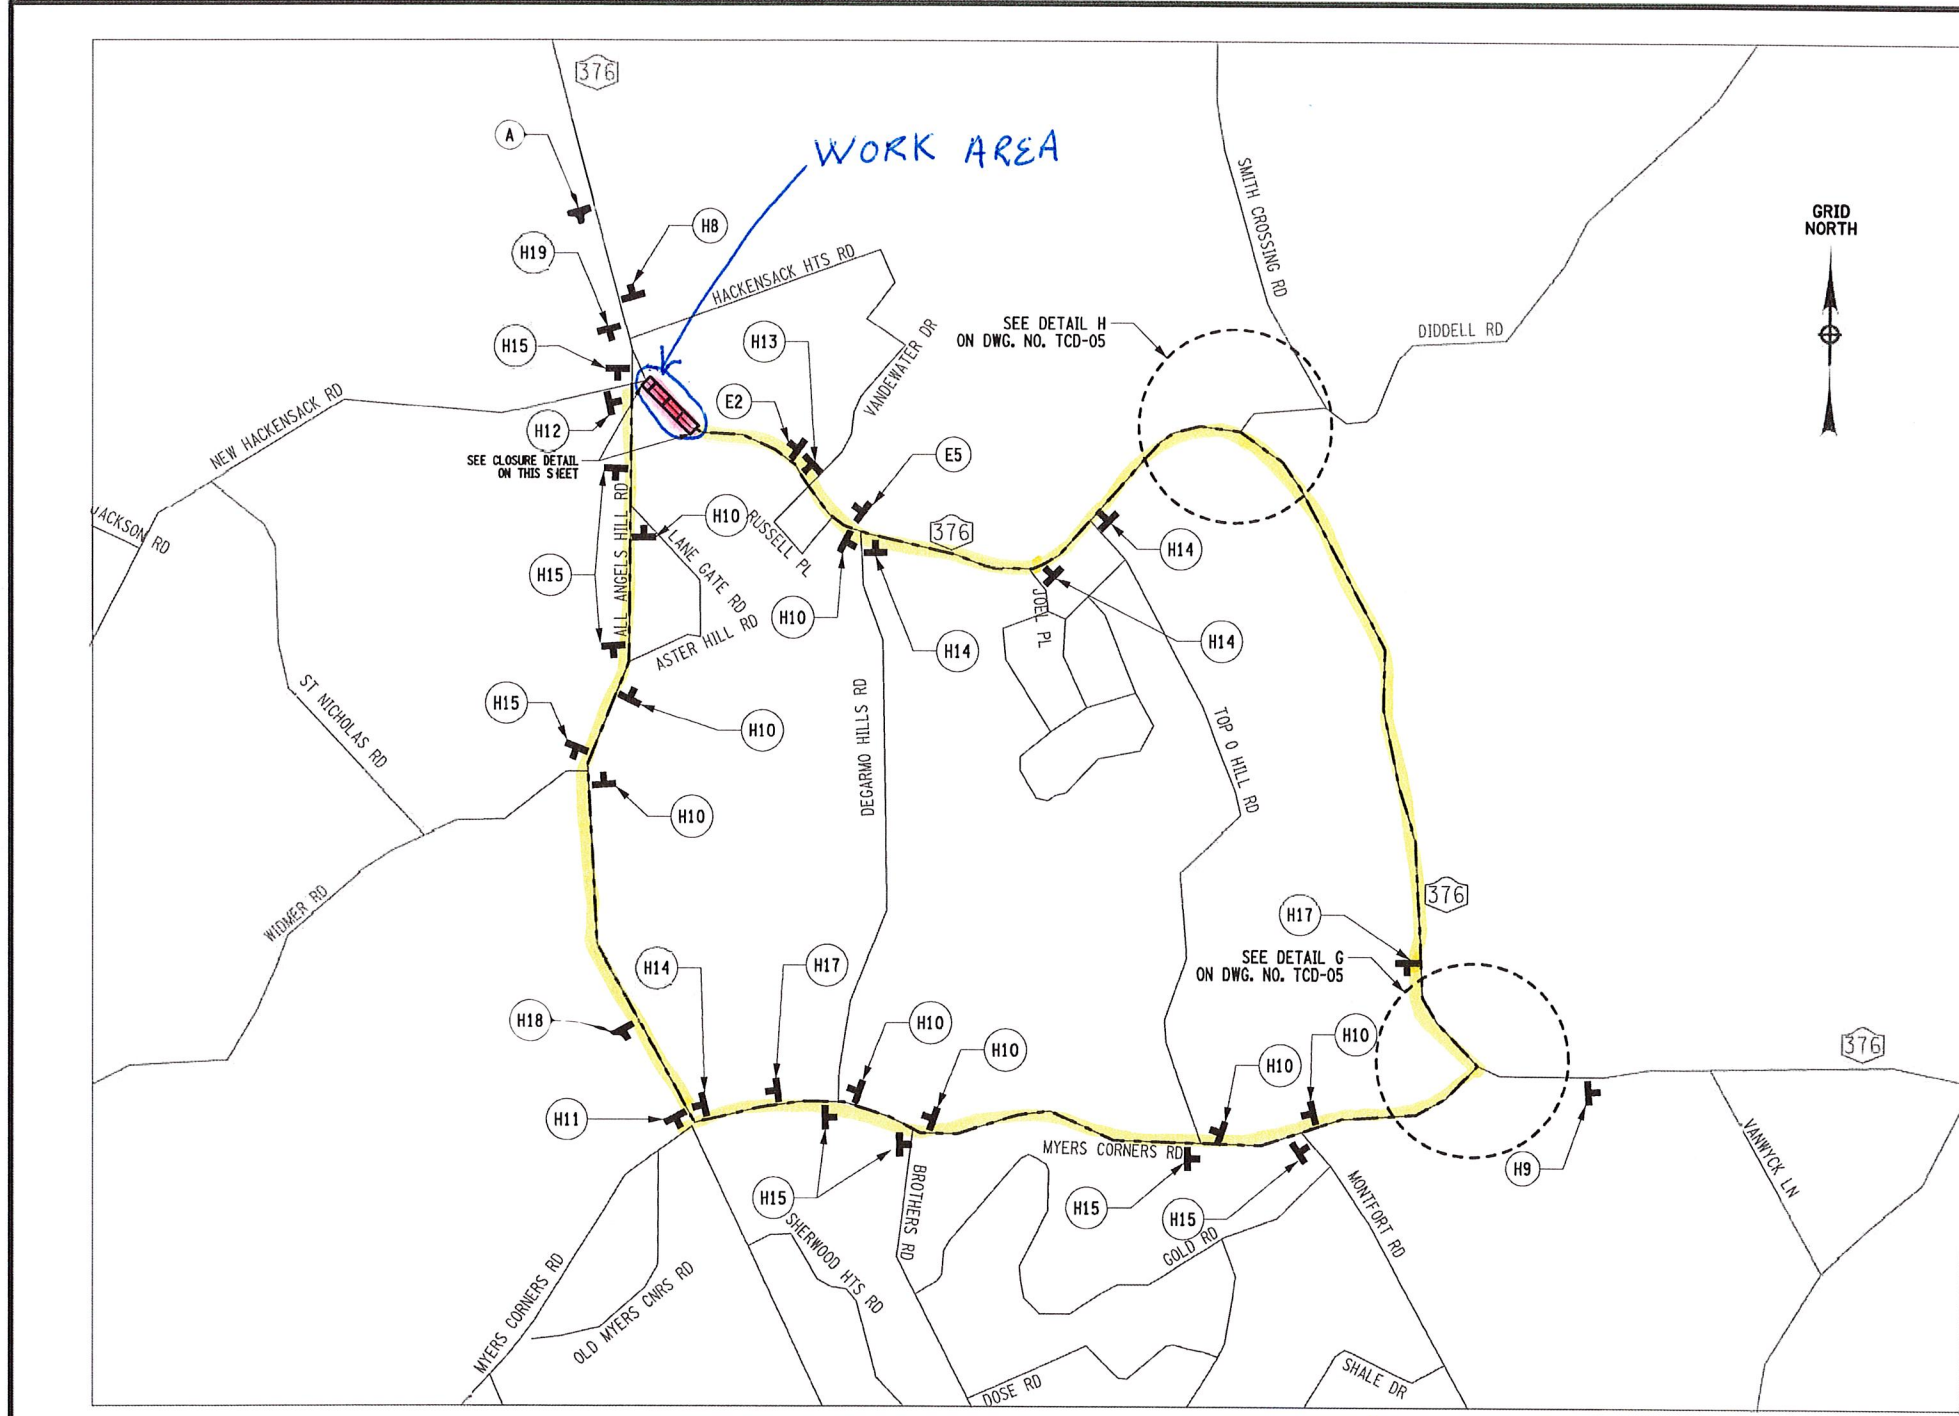 376
A
WORK AREA
H8
H19
HACKENSACK HTS RD
SMITH CROSSING RD
GRID
NORTH
SEE DETAIL H
ON DWG. NO. TCD-05
DIDDELL RD
H15
H13
VANDEWATER DR
E2
H12
NEW HACKENSACK RD
SEE CLOSURE DETAIL
ON THIS SHEET
E5
JACKSON RD
H10
RUSSELL PL
376
H14
H15
ALL ANGELS HILL RD
LANE GATE RD
H10
H14
JOEL PL
H14
ASTER HILL RD
ST NICHOLAS RD
H15
H10
DEGARMO HILLS RD
TOP O HILL RD
H10
WIDMER RD
376
H17
SEE DETAIL G
ON DWG. NO. TCD-05
H14
H17
H18
H10
H10
H10
H10
376
H11
MYERS CORNERS RD
VANWYCK LN
H9
H15
BROTHERS RD
H15
H15
MONTFORT RD
SHERWOOD HTS RD
GOLD RD
MYERS CORNERS RD
OLD MYERS CNRS RD
DOSE RD
SHALE DR